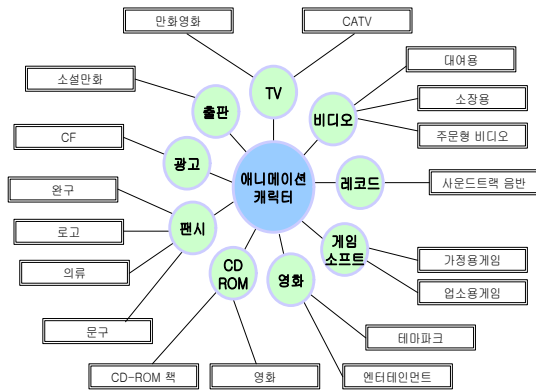 만화영화
CATV
대여용
소설만화
TV
출판
비디오
소장용
주문형 비디오
CF
광고
애니메이션
캐릭터
레코드
사운드트랙 음반
완구
로고
팬시
의류
게임
소프트
가정용게임
CD
ROM
영화
업소용게임
문구
테마파크
CD-ROM 책
영화
엔터테인먼트